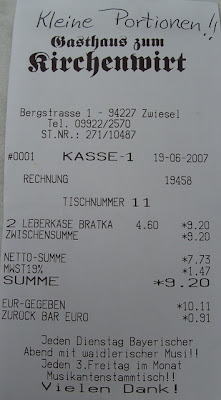 Kleine Portionen!!
Gasthaus zum
Kirchenwirt
Bergstrasse 1 - 94227 Zwiesel
Tel. 09922/2570
ST.NR.: 271/10487
#0001 KASSE-1 19-06-2007
RECHNUNG 19458
TISCHNUMMER 11
2 LEBERKÄSE BRATKA 4.60 *9.20
ZWISCHENSUMME *9.20
NETTO-SUMME *7.73
MWST19% *1.47
SUMME *9.20
EUR-GEGEBEN *10.11
ZURÜCK BAR EURO *0.91
Jeden Dienstag Bayerischer
Abend mit waidlerischer Musi!!
Jeden 3.Freitag im Monat
Musikantenstammtisch!!
Vielen Dank!